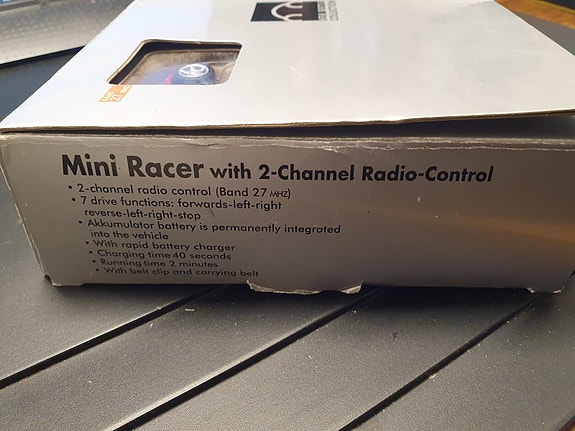 COLLECTION
27
Mini Racer with 2-Channel Radio-Control
• 2-channel radio control (Band 27 MHZ)
• 7 drive functions: forwards-left-right
reverse-left-right-stop
• Akkumulator battery is permanently integrated
into the vehicle
• With rapid battery charger
• Charging time 40 seconds
• Running time 2 minutes
• With belt clip and carrying belt